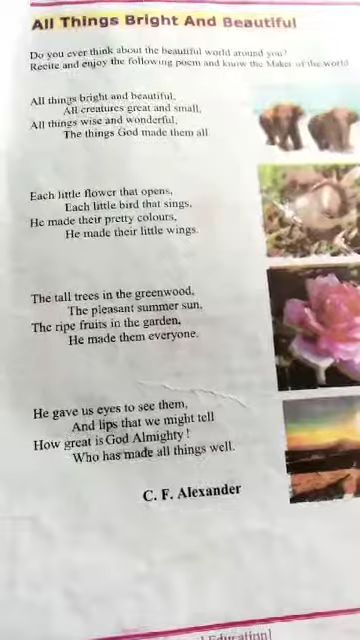 All Things Bright And Beautiful
Do you ever think about the beautiful world around you?
Recite and enjoy the following poem and know the Maker of the world
All things bright and beautiful,
All creatures great and small,
All things wise and wonderful,
The things God made them all
Each little flower that opens,
Each little bird that sings,
He made their pretty colours,
He made their little wings.
The tall trees in the greenwood,
The pleasant summer sun,
The ripe fruits in the garden,
He made them everyone.
He gave us eyes to see them,
And lips that we might tell
How great is God Almighty !
Who has made all things well.
C. F. Alexander
Education]